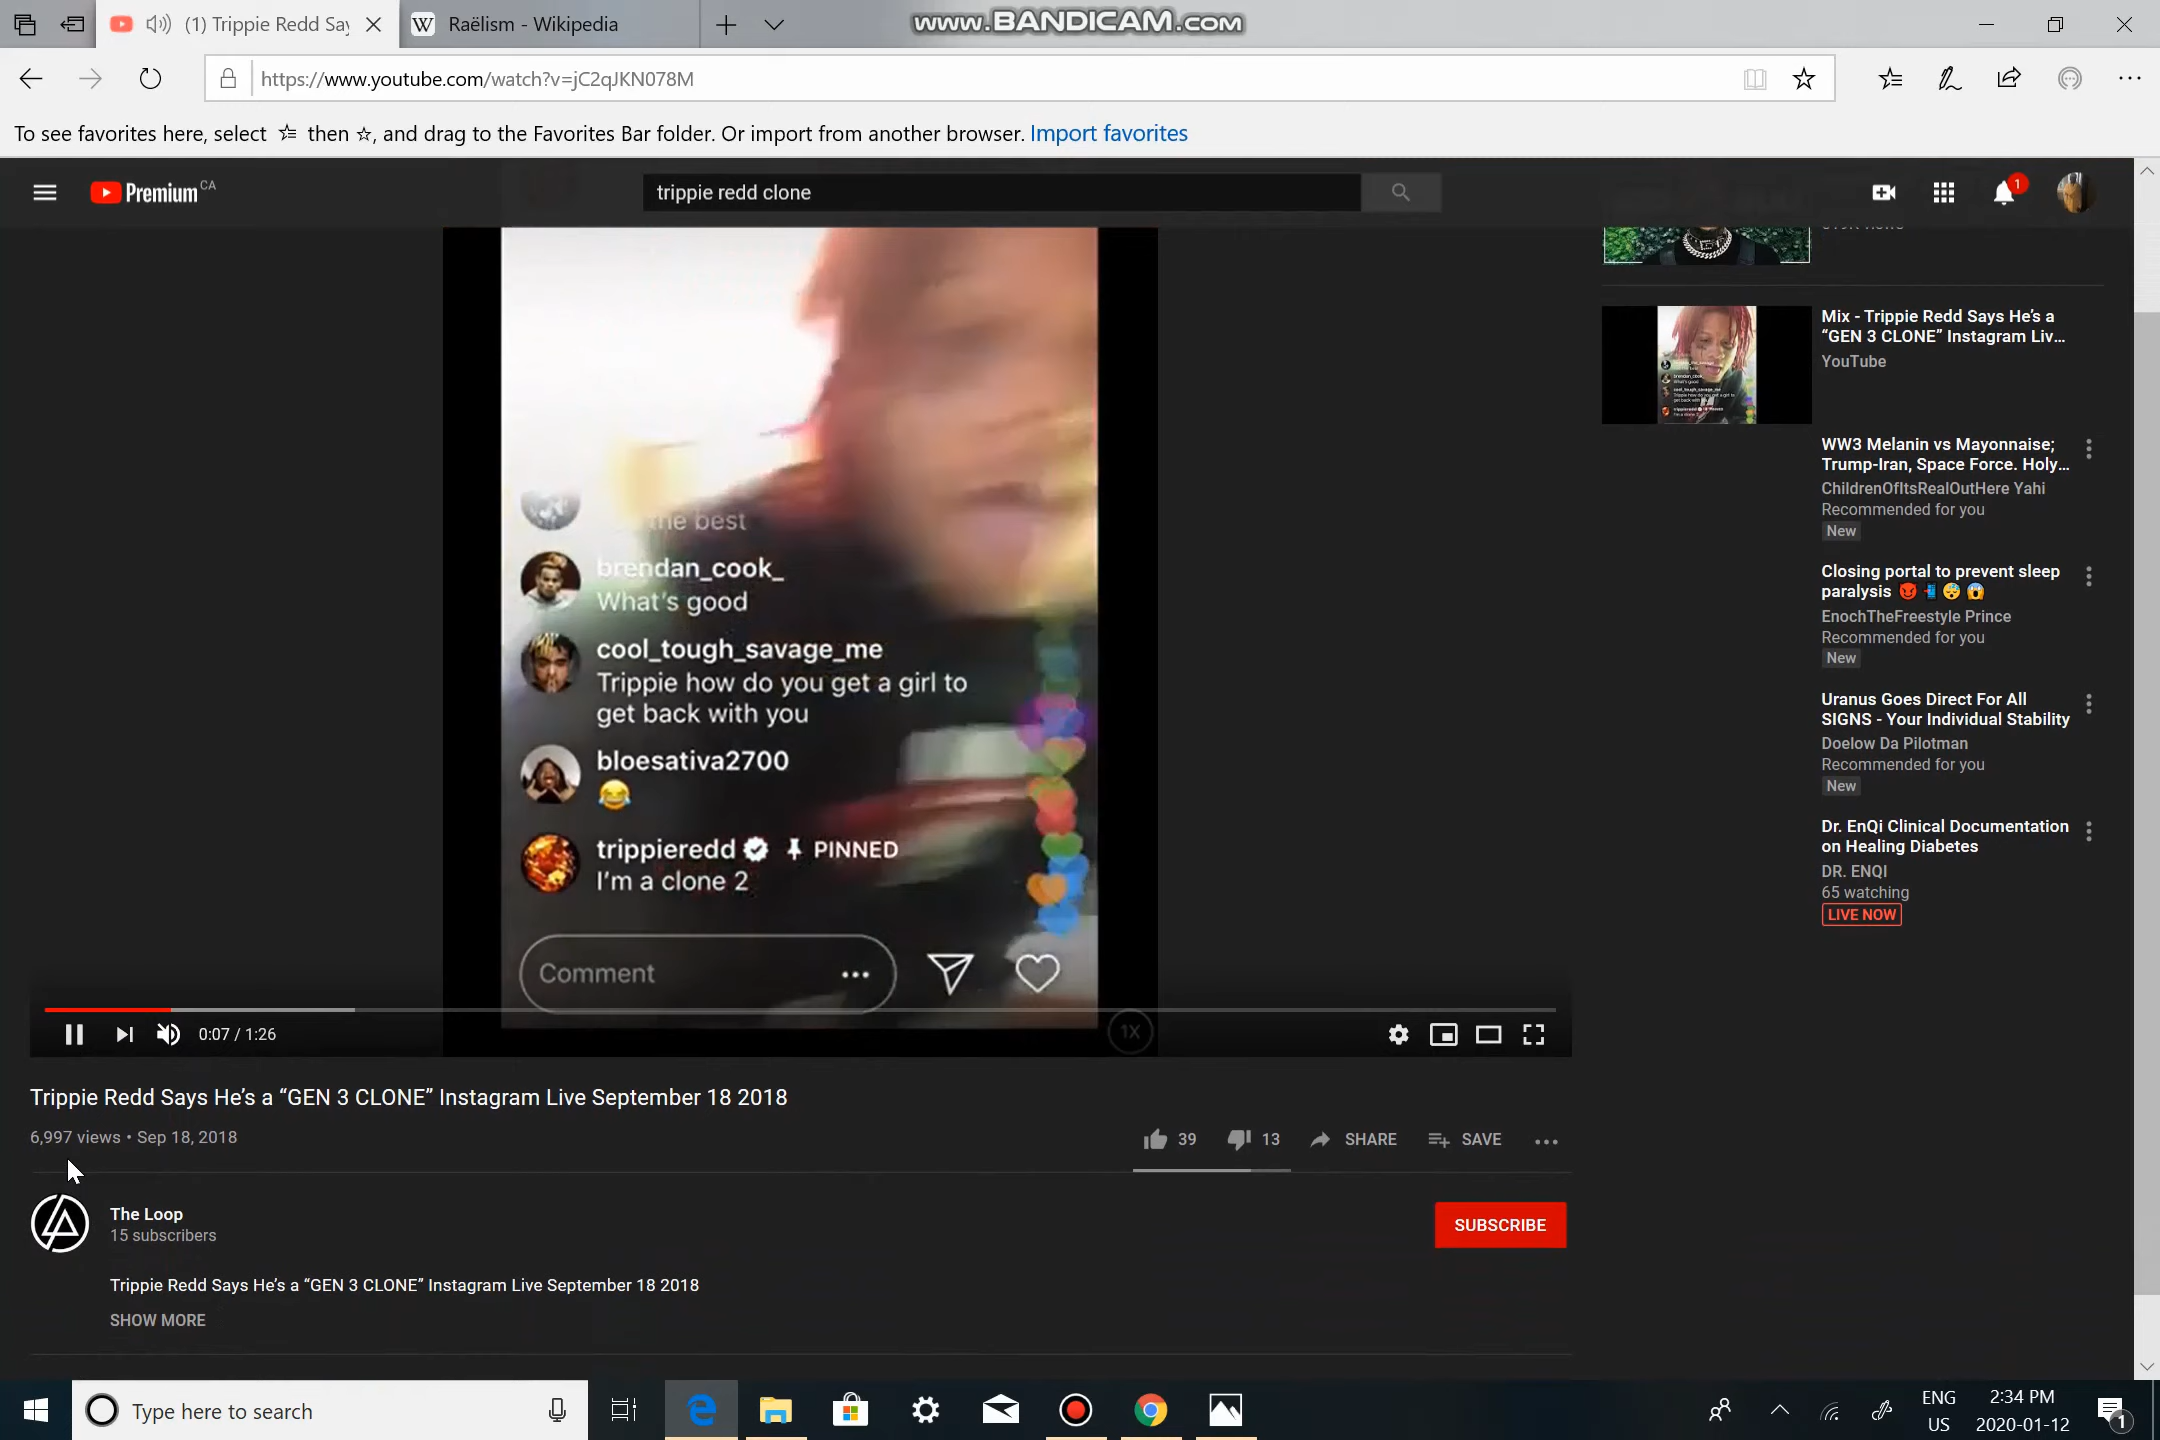 (1) Trippie Redd Say
Raëlism - Wikipedia
www.BANDICAM.com
https://www.youtube.com/watch?v=jC2qJKN078M
To see favorites here, select then ☆, and drag to the Favorites Bar folder. Or import from another browser. Import favorites
Premium CA
trippie redd clone
1
the best
brendan_cook_
What's good
cool_tough_savage_me
Trippie how do you get a girl to
get back with you
bloesativa2700
😂
trippieredd PINNED
I'm a clone 2
Comment
1X
0:07 / 1:26
Trippie Redd Says He's a “GEN 3 CLONE” Instagram Live September 18 2018
6,997 views • Sep 18, 2018
39
13
SHARE
SAVE
The Loop
15 subscribers
SUBSCRIBE
Trippie Redd Says He's a “GEN 3 CLONE” Instagram Live September 18 2018
SHOW MORE
Mix - Trippie Redd Says He's a
“GEN 3 CLONE” Instagram Liv...
YouTube
WW3 Melanin vs Mayonnaise;
Trump-Iran, Space Force. Holy...
ChildrenOfItsRealOutHere Yahi
Recommended for you
New
Closing portal to prevent sleep
paralysis 😈📲😴😱
EnochTheFreestyle Prince
Recommended for you
New
Uranus Goes Direct For All
SIGNS - Your Individual Stability
Doelow Da Pilotman
Recommended for you
New
Dr. EnQi Clinical Documentation
on Healing Diabetes
DR. ENQI
65 watching
LIVE NOW
Type here to search
ENG
US
2:34 PM
2020-01-12
1